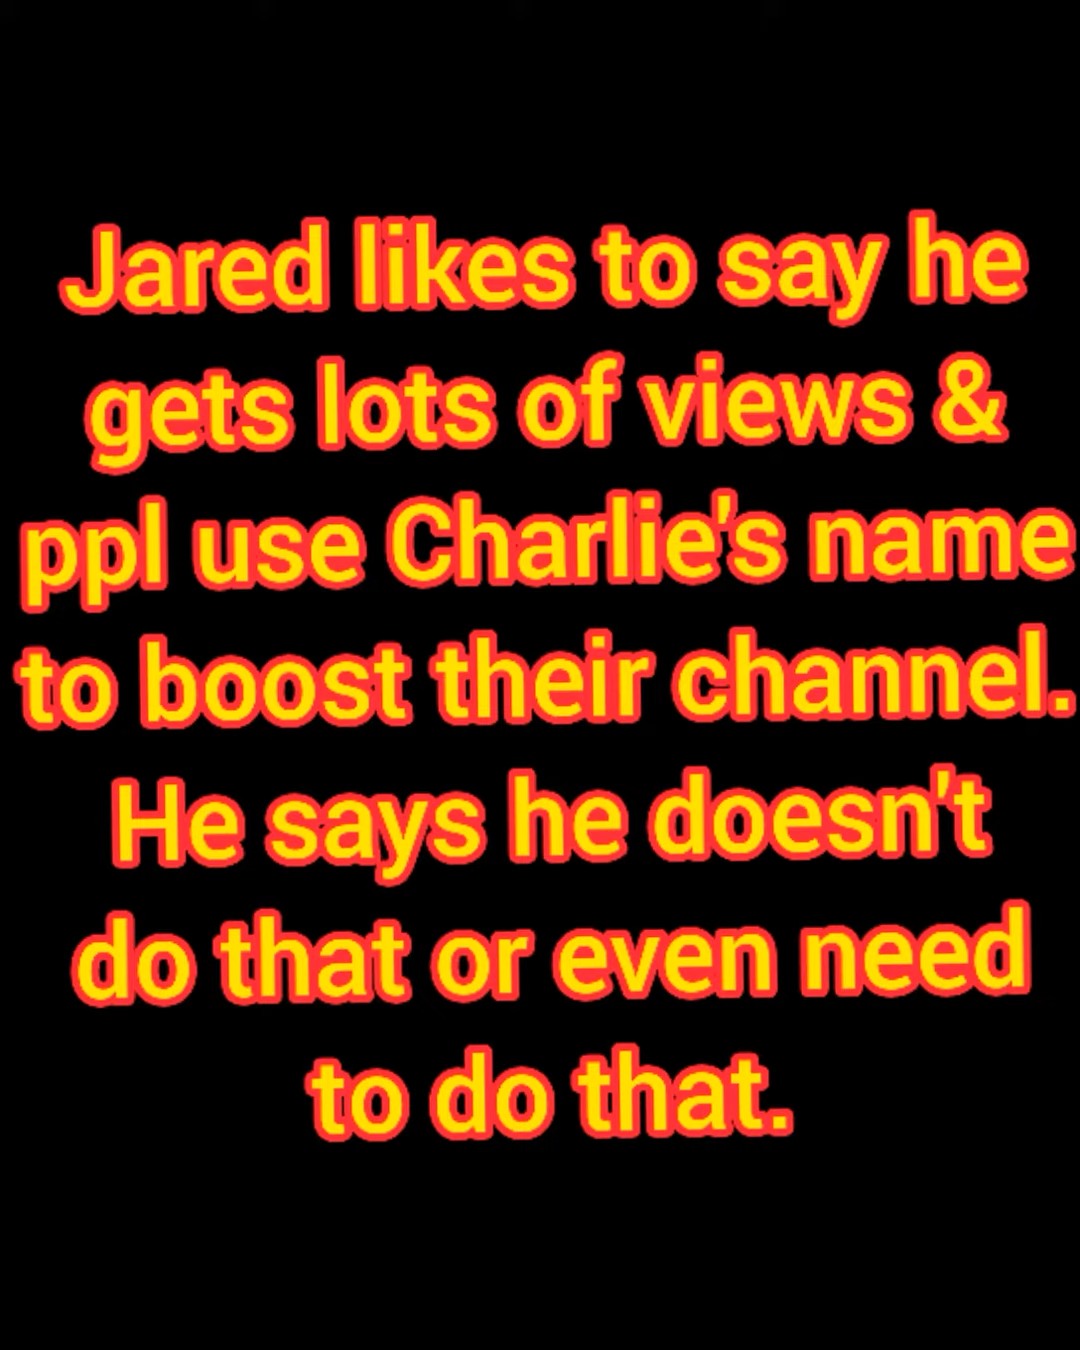 Jared likes to say he
gets lots of views &
ppl use Charlie's name
to boost their channel.
He says he doesn't
do that or even need
to do that.